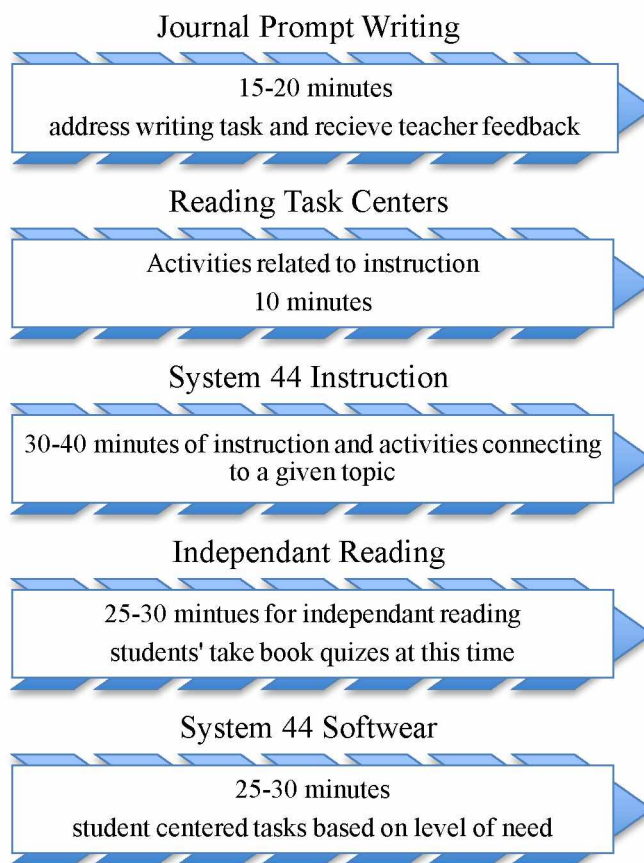 Journal Prompt Writing
15-20 minutes
address writing task and recieve teacher feedback
Reading Task Centers
Activities related to instruction
10 minutes
System 44 Instruction
30-40 minutes of instruction and activities connecting
to a given topic
Independant Reading
25-30 mintues for independant reading
students' take book quizes at this time
System 44 Softwear
25-30 minutes
student centered tasks based on level of need